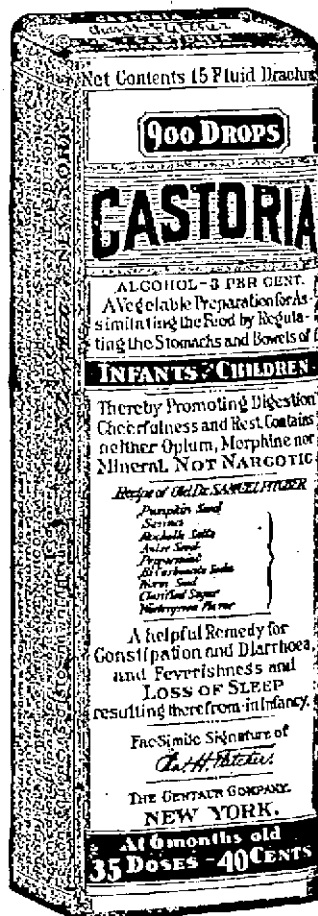 Net Contents 15 Fluid Drachms
900 DROPS
CASTORIA
ALCOHOL-3 PER CENT.
A Vegetable Preparation for As-
similating the Food by Regula-
ting the Stomachs and Bowels of
INFANTS & CHILDREN
Thereby Promoting Digestion
Cheerfulness and Rest. Contains
neither Opium, Morphine nor
Mineral. NOT NARCOTIC
Recipe of Old Dr. SAMUEL PITCHER
Pumpkin Seed
Senna
Rochelle Salts
Anise Seed
Peppermint
Bi Carbonate Soda
Worm Seed
Clarified Sugar
Wintergreen Flavor
A helpful Remedy for
Constipation and Diarrhoea,
and Feverishness and
LOSS OF SLEEP
resulting therefrom in Infancy.
Fac Simile Signature of
Chas. H. Fletcher.
THE CENTAUR COMPANY.
NEW YORK.
At 6 months old
35 DOSES - 40 CENTS